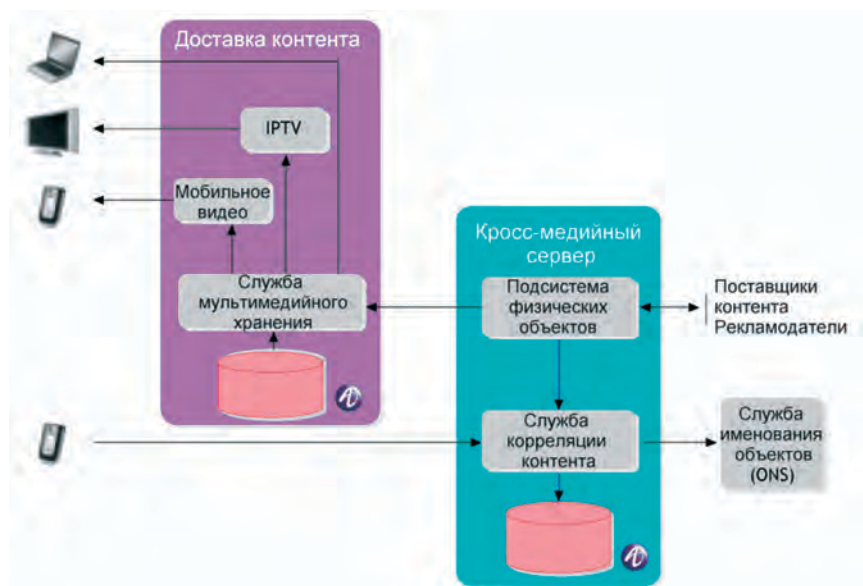 Доставка контента
IPTV
Мобильное
видео
Служба
мультимедийного
хранения
Кросс-медийный
сервер
Подсистема
физических
объектов
Поставщики
контента
Рекламодатели
Служба
корреляции
контента
Служба
именования
объектов
(ONS)